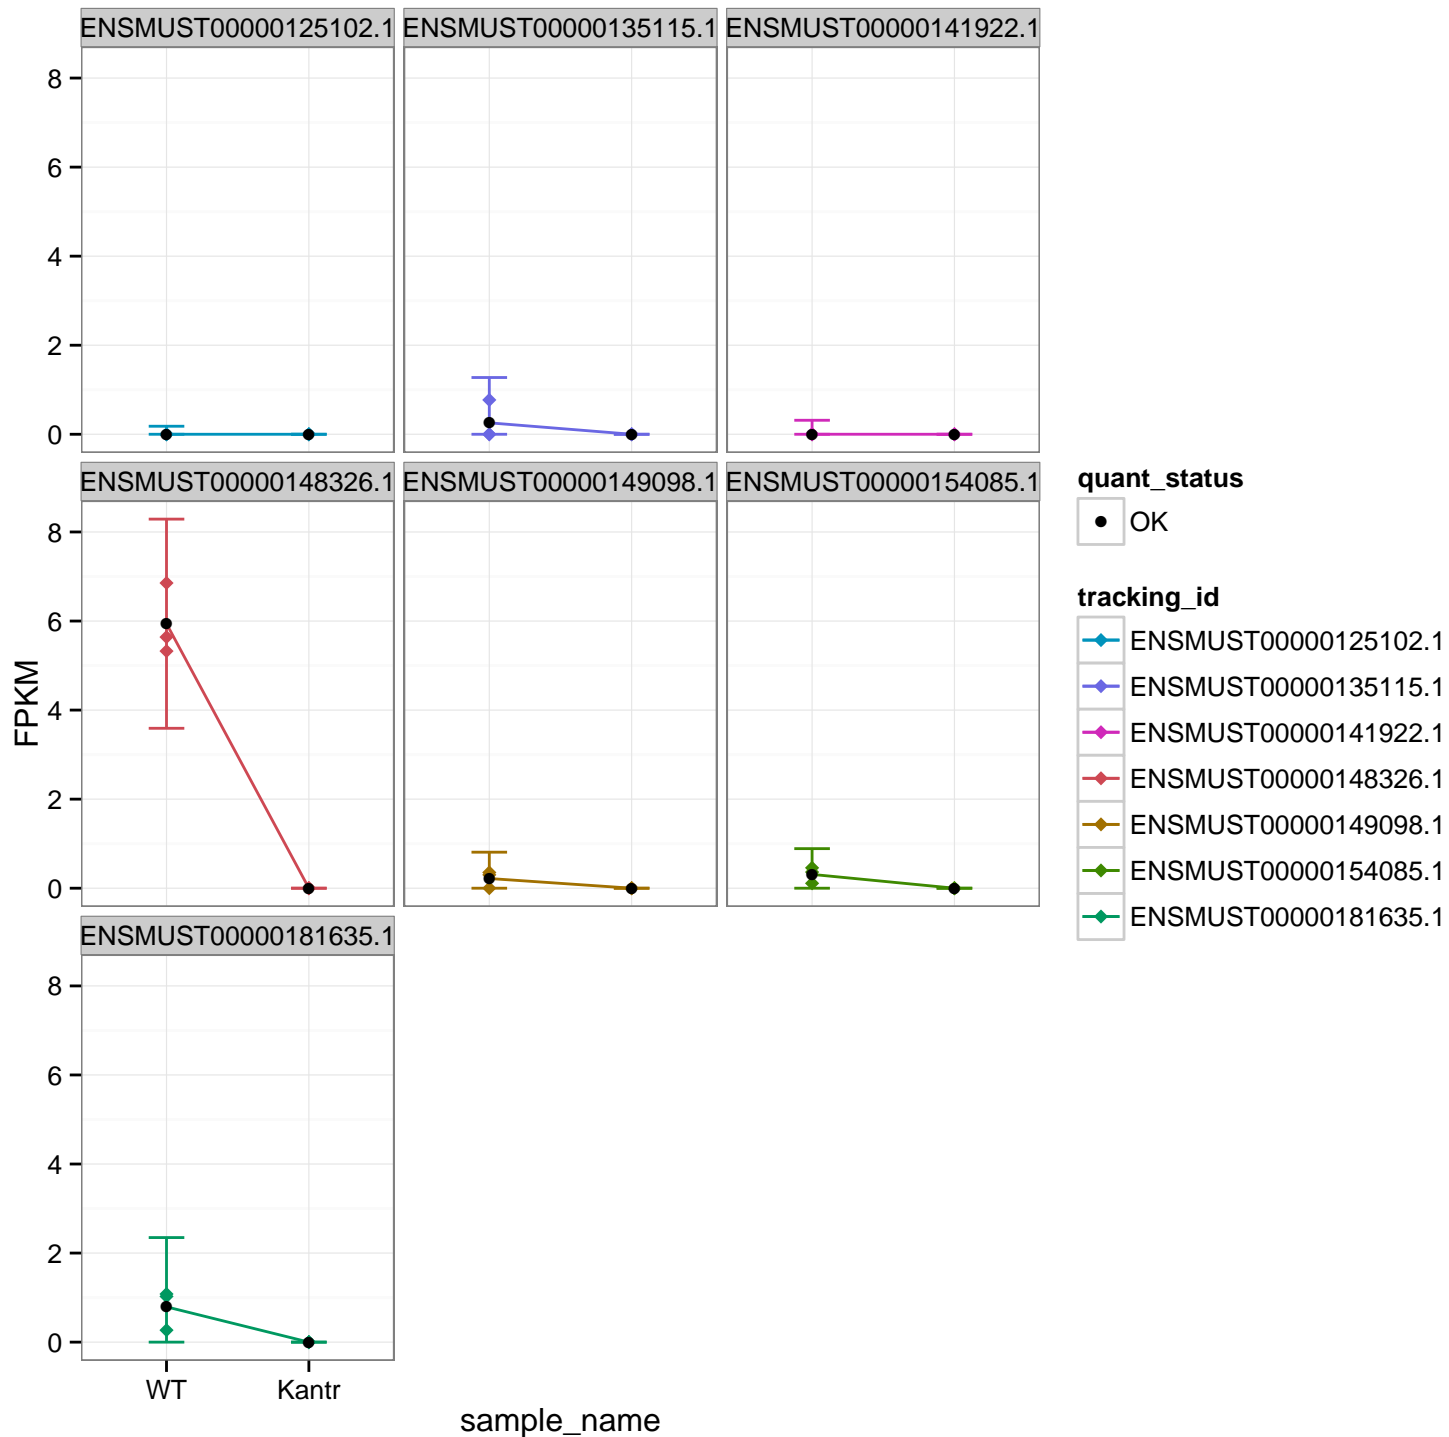 ENSMUST00000125102.1 ENSMUST00000135115.1 ENSMUST00000141922.1
8
6
4
2
0
ENSMUST00000148326.1 ENSMUST00000149098.1 ENSMUST00000154085.1
8
6
4
2
0
FPKM
ENSMUST00000181635.1
8
6
4
2
0
WT Kantr
sample_name
quant_status
OK
tracking_id
ENSMUST00000125102.1
ENSMUST00000135115.1
ENSMUST00000141922.1
ENSMUST00000148326.1
ENSMUST00000149098.1
ENSMUST00000154085.1
ENSMUST00000181635.1